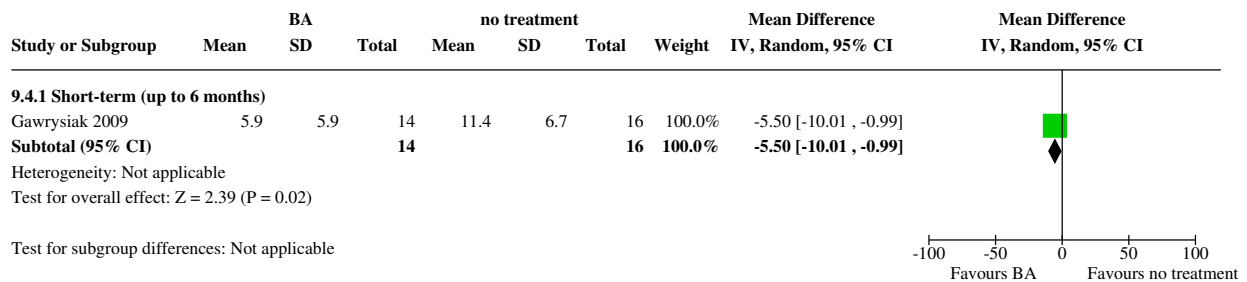 BA no treatment Mean Difference Mean Difference
Study or Subgroup Mean SD Total Mean SD Total Weight IV, Random, 95% CI IV, Random, 95% CI
9.4.1 Short-term (up to 6 months)
Gawrysiak 2009 5.9 5.9 14 11.4 6.7 16 100.0% -5.50 [-10.01 , -0.99]
Subtotal (95% CI) 14 16 100.0% -5.50 [-10.01 , -0.99]
Heterogeneity: Not applicable
Test for overall effect: Z = 2.39 (P = 0.02)
Test for subgroup differences: Not applicable
-100 -50 0 50 100
Favours BA Favours no treatment